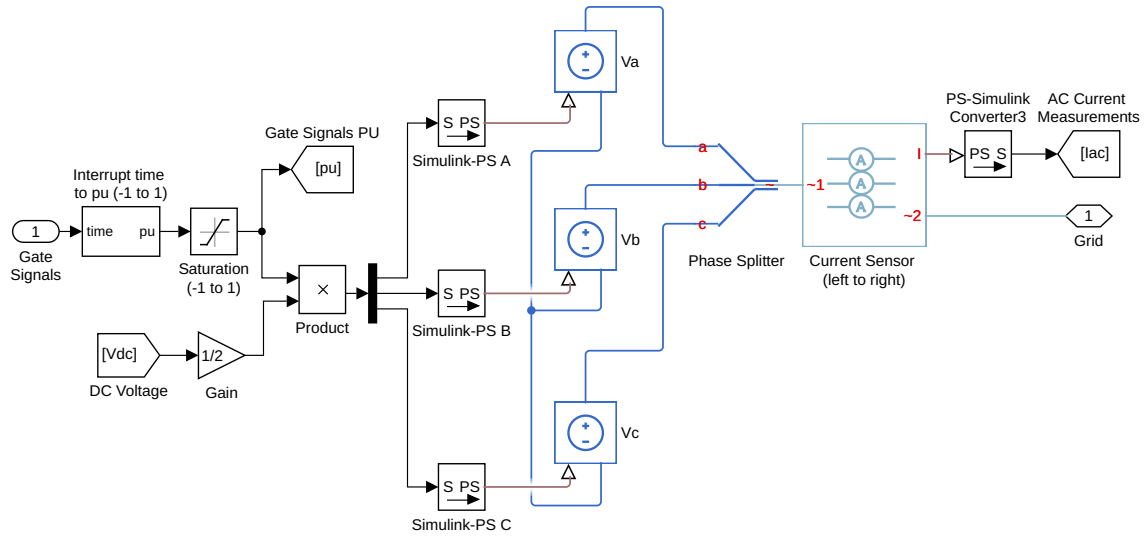 Va
PS-Simulink
Converter3
AC Current
Measurements
S PS
Simulink-PS A
Gate Signals PU
[pu]
a
I
PS S
[Iac]
Interrupt time
to pu (-1 to 1)
b
~
~1
A
A
A
~2
1
Grid
1
time
pu
Gate
Signals
Saturation
(-1 to 1)
c
Vb
Phase Splitter
Current Sensor
(left to right)
×
Product
S PS
Simulink-PS B
[Vdc]
DC Voltage
1/2
Gain
Vc
S PS
Simulink-PS C